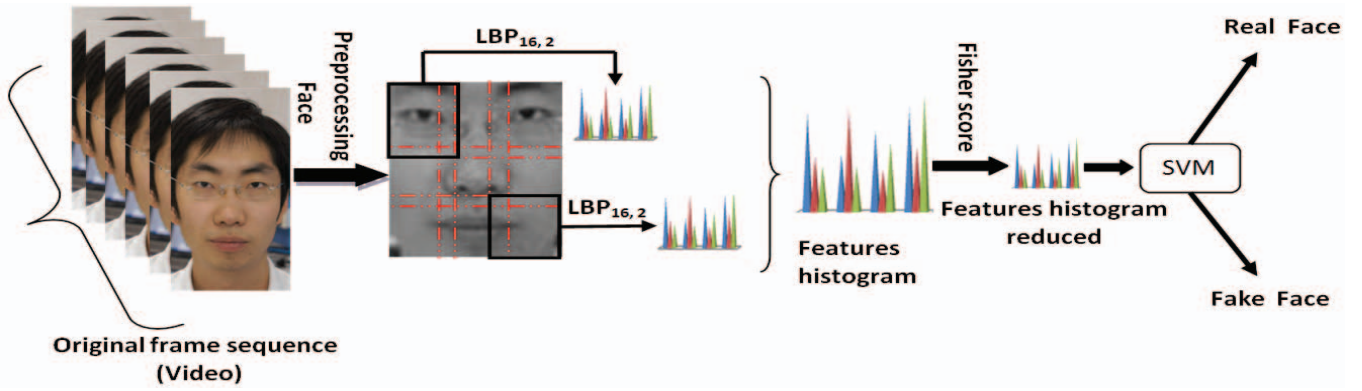 Original frame sequence
(Video)
Preprocessing
Face
LBP16, 2
LBP16, 2
Features
histogram
Fisher score
Features histogram
reduced
SVM
Real Face
Fake Face